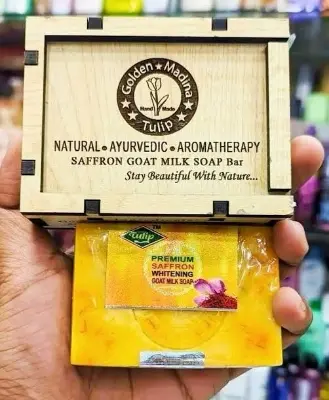 Golden ★ Madina
Hand Made
Tulip
NATURAL • AYURVEDIC • AROMATHERAPY
SAFFRON GOAT MILK SOAP Bar
Stay Beautiful With Nature...
Tulip
TM
PREMIUM
SAFFRON
WHITENING
GOAT MILK SOAP